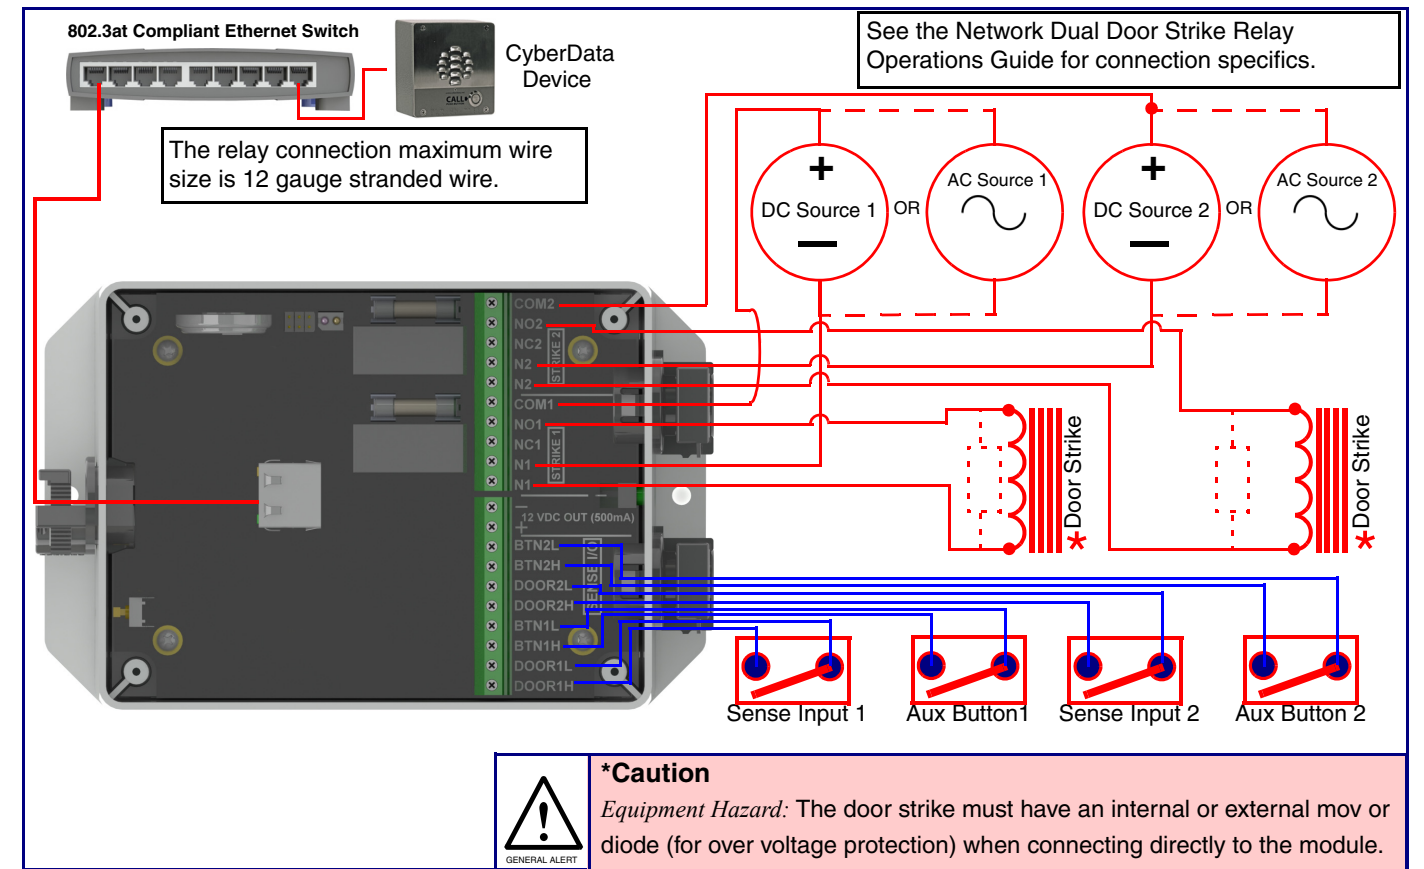 802.3at Compliant Ethernet Switch
CyberData
Device
CALL
See the Network Dual Door Strike Relay
Operations Guide for connection specifics.
The relay connection maximum wire
size is 12 gauge stranded wire.
+
DC Source 1
OR
AC Source 1
+
DC Source 2
OR
AC Source 2
COM2
NO2
NC2
N2
N2
STRIKE 2
COM1
NO1
NC1
N1
N1
STRIKE 1
12 VDC OUT (500mA)
+
BTN2L
BTN2H
DOOR2L
DOOR2H
BTN1L
BTN1H
DOOR1L
DOOR1H
SENSE I/O
*Door Strike
*Door Strike
Sense Input 1
Aux Button1
Sense Input 2
Aux Button 2
GENERAL ALERT
*Caution
Equipment Hazard: The door strike must have an internal or external mov or
diode (for over voltage protection) when connecting directly to the module.